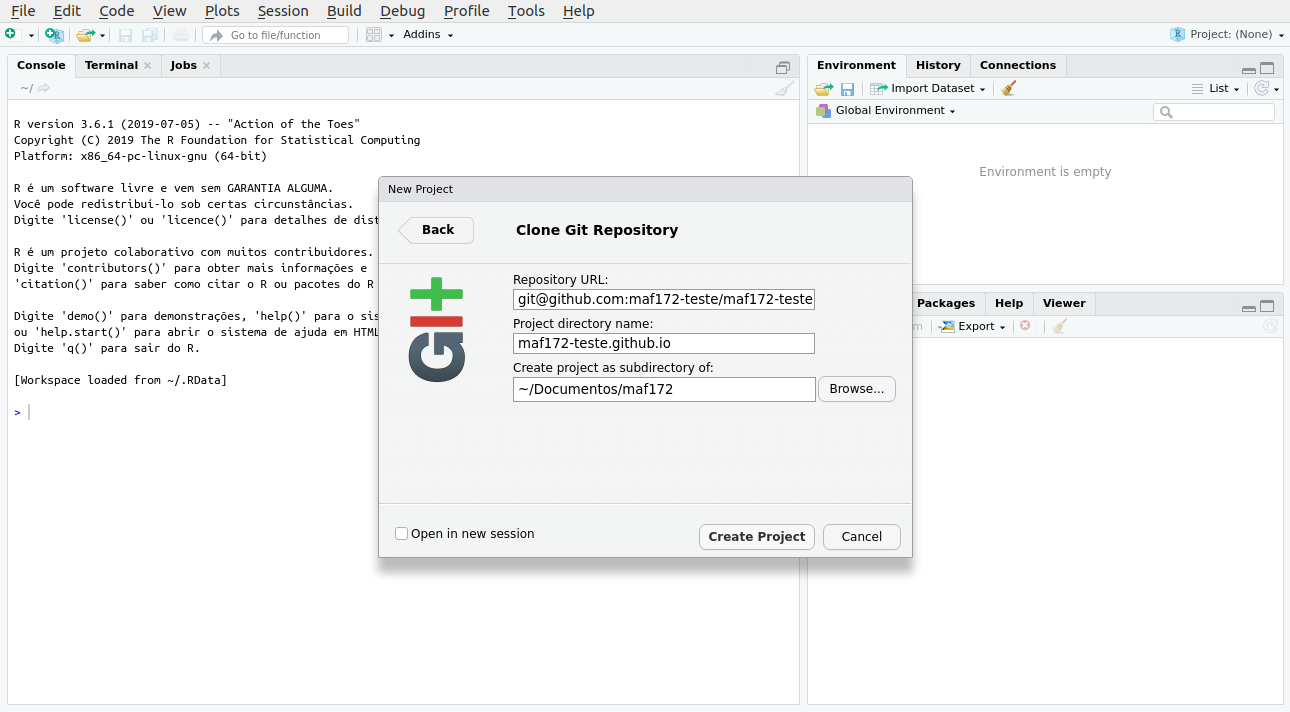 File Edit Code View Plots Session Build Debug Profile Tools Help
Go to file/function Addins Project: (None)
Console Terminal Jobs
~/
R version 3.6.1 (2019-07-05) -- "Action of the Toes"
Copyright (C) 2019 The R Foundation for Statistical Computing
Platform: x86_64-pc-linux-gnu (64-bit)
R é um software livre e vem sem GARANTIA ALGUMA.
Você pode redistribuí-lo sob certas circunstâncias.
Digite 'license()' ou 'licence()' para detalhes de dist
R é um projeto colaborativo com muitos contribuidores.
Digite 'contributors()' para obter mais informações e
'citation()' para saber como citar o R ou pacotes do R
Digite 'demo()' para demonstrações, 'help()' para o sis
ou 'help.start()' para abrir o sistema de ajuda em HTML
Digite 'q()' para sair do R.
[Workspace loaded from ~/.RData]
>
New Project
Back Clone Git Repository
git
Repository URL:
git@github.com:maf172-teste/maf172-teste
Project directory name:
maf172-teste.github.io
Create project as subdirectory of:
~/Documentos/maf172 Browse...
Open in new session Create Project Cancel
Environment History Connections
Import Dataset List
Global Environment
Environment is empty
Packages Help Viewer
Export